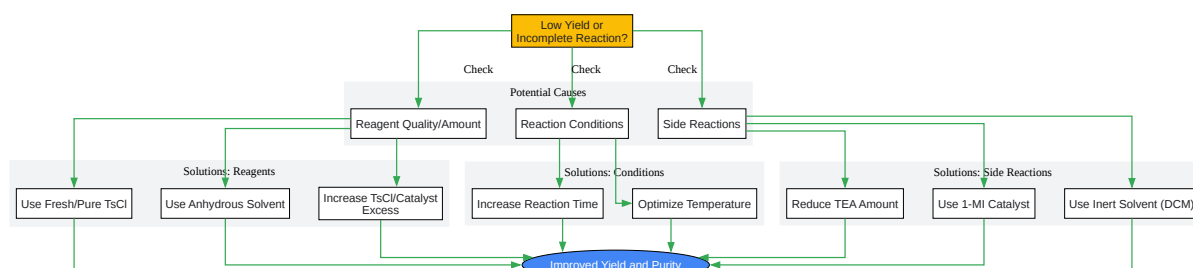 Low Yield or
Incomplete Reaction?
Check
Check
Check
Potential Causes
Reagent Quality/Amount
Reaction Conditions
Side Reactions
Solutions: Reagents
Solutions: Conditions
Solutions: Side Reactions
Use Fresh/Pure TsCl
Use Anhydrous Solvent
Increase TsCl/Catalyst
Excess
Increase Reaction Time
Optimize Temperature
Reduce TEA Amount
Use 1-MI Catalyst
Use Inert Solvent (DCM)
Improved Yield and Purity